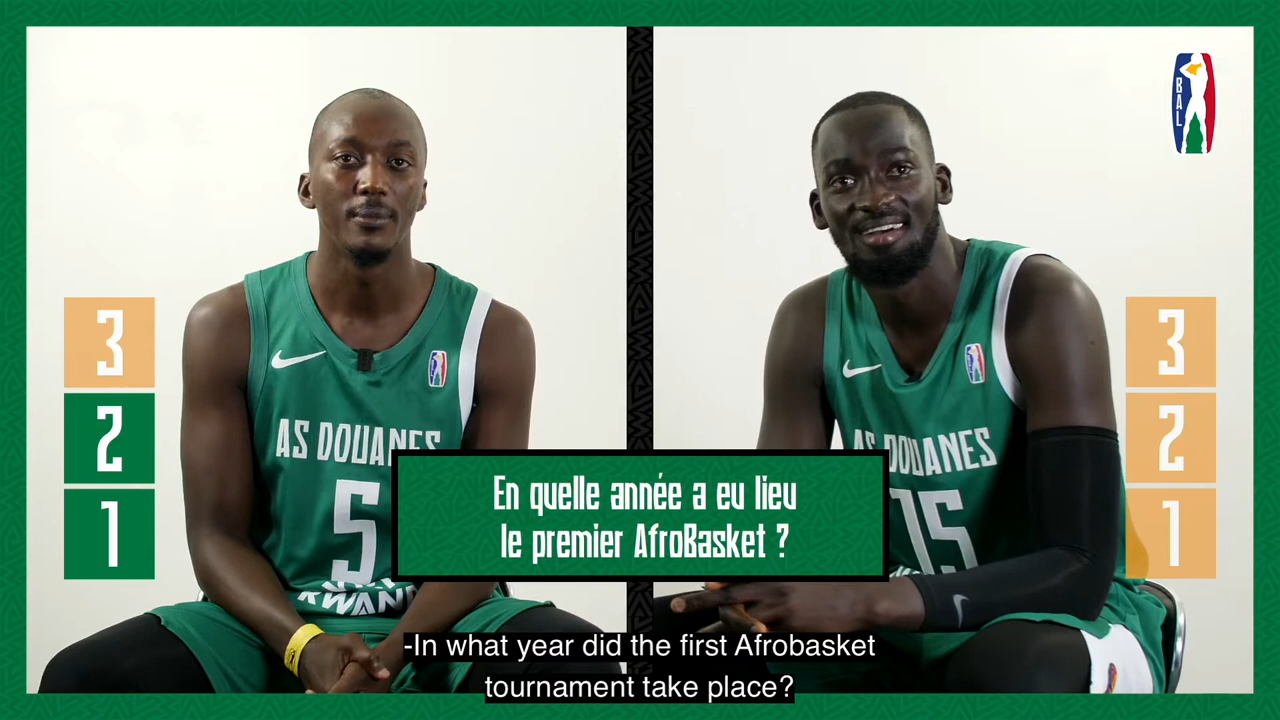 BAL
3
2
1
3
2
1
AS DOUANES
5
AS DOUANES
15
RWAN
En quelle année a eu lieu
le premier AfroBasket ?
-In what year did the first Afrobasket
tournament take place?